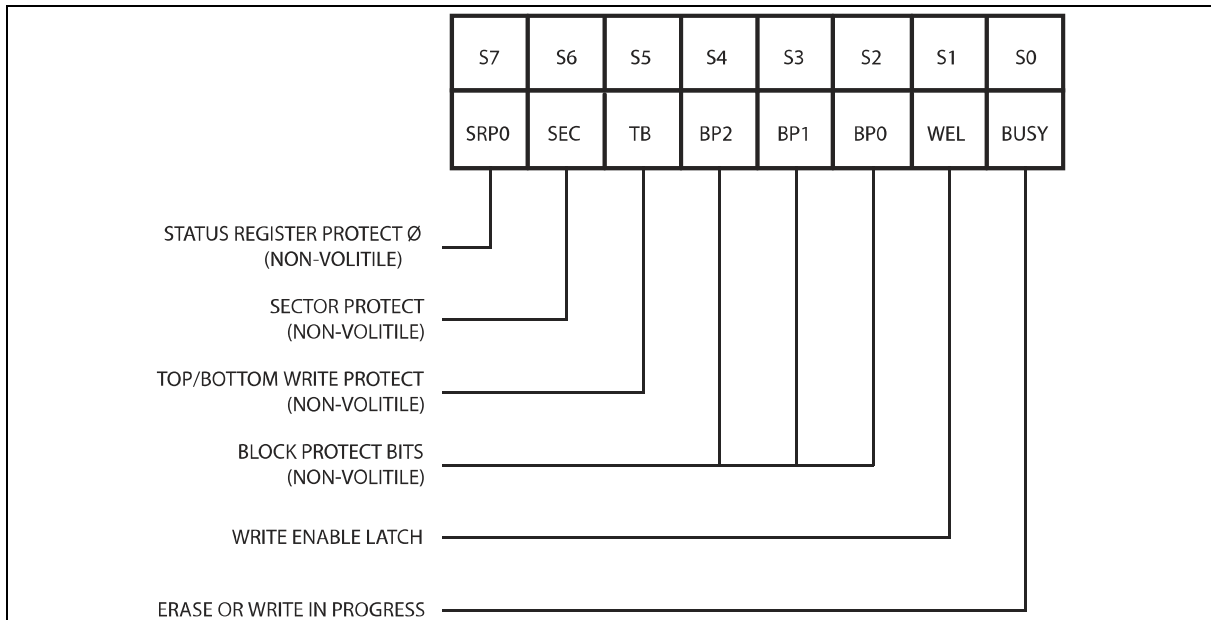 S7 S6 S5 S4 S3 S2 S1 S0
SRP0 SEC TB BP2 BP1 BP0 WEL BUSY
STATUS REGISTER PROTECT Ø
(NON-VOLITILE)
SECTOR PROTECT
(NON-VOLITILE)
TOP/BOTTOM WRITE PROTECT
(NON-VOLITILE)
BLOCK PROTECT BITS
(NON-VOLITILE)
WRITE ENABLE LATCH
ERASE OR WRITE IN PROGRESS